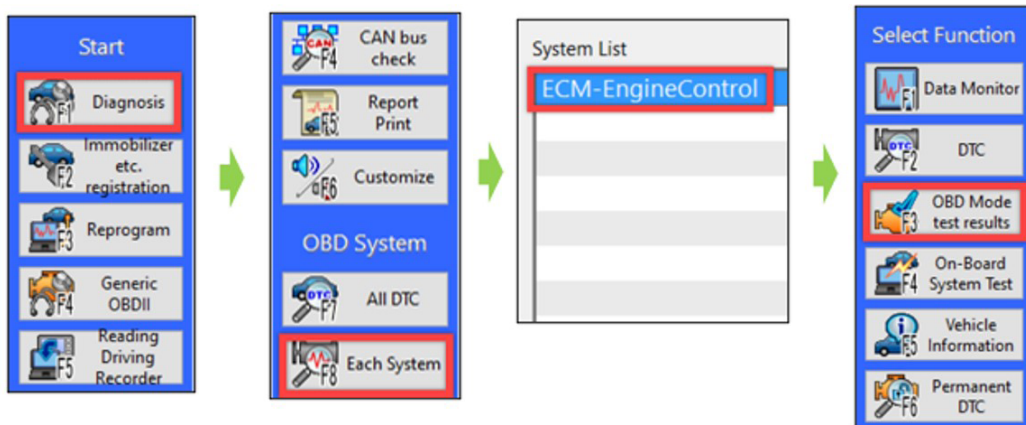 Start
F1
Diagnosis
F2
Immobilizer
etc.
registration
F3
Reprogram
F4
Generic
OBDII
F5
Reading
Driving
Recorder
CAN
F4
CAN bus
check
F5
Report
Print
F6
Customize
OBD System
DTC
F7
All DTC
F8
Each System
System List
ECM-EngineControl
Select Function
F1
Data Monitor
DTC
F2
DTC
F3
OBD Mode
test results
F4
On-Board
System Test
F5
Vehicle
Information
F6
Permanent
DTC